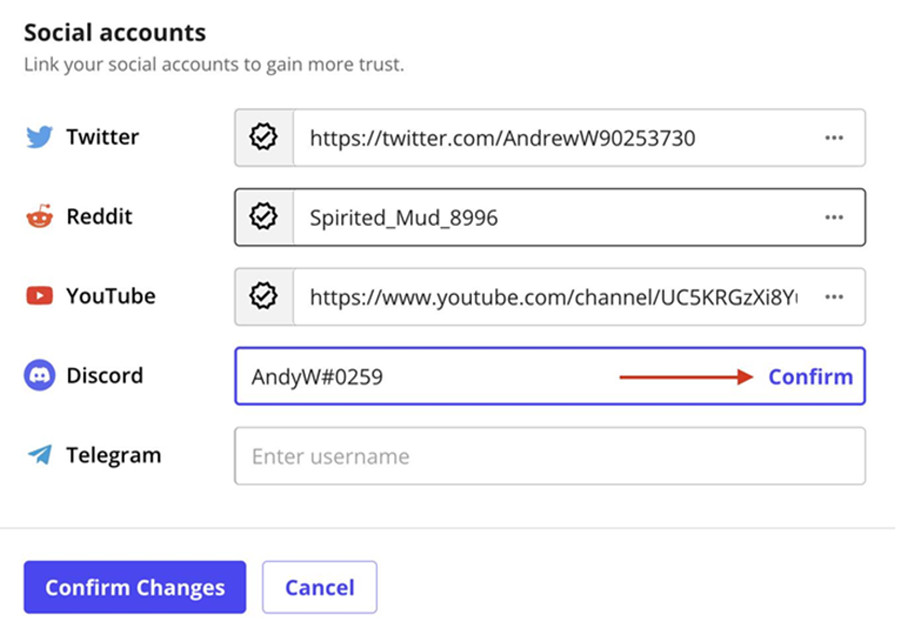 Social accounts
Link your social accounts to gain more trust.
Twitter
https://twitter.com/AndrewW90253730
Reddit
Spirited_Mud_8996
YouTube
https://www.youtube.com/channel/UC5KRGzXi8Y
Discord
AndyW#0259
Confirm
Telegram
Enter username
Confirm Changes
Cancel